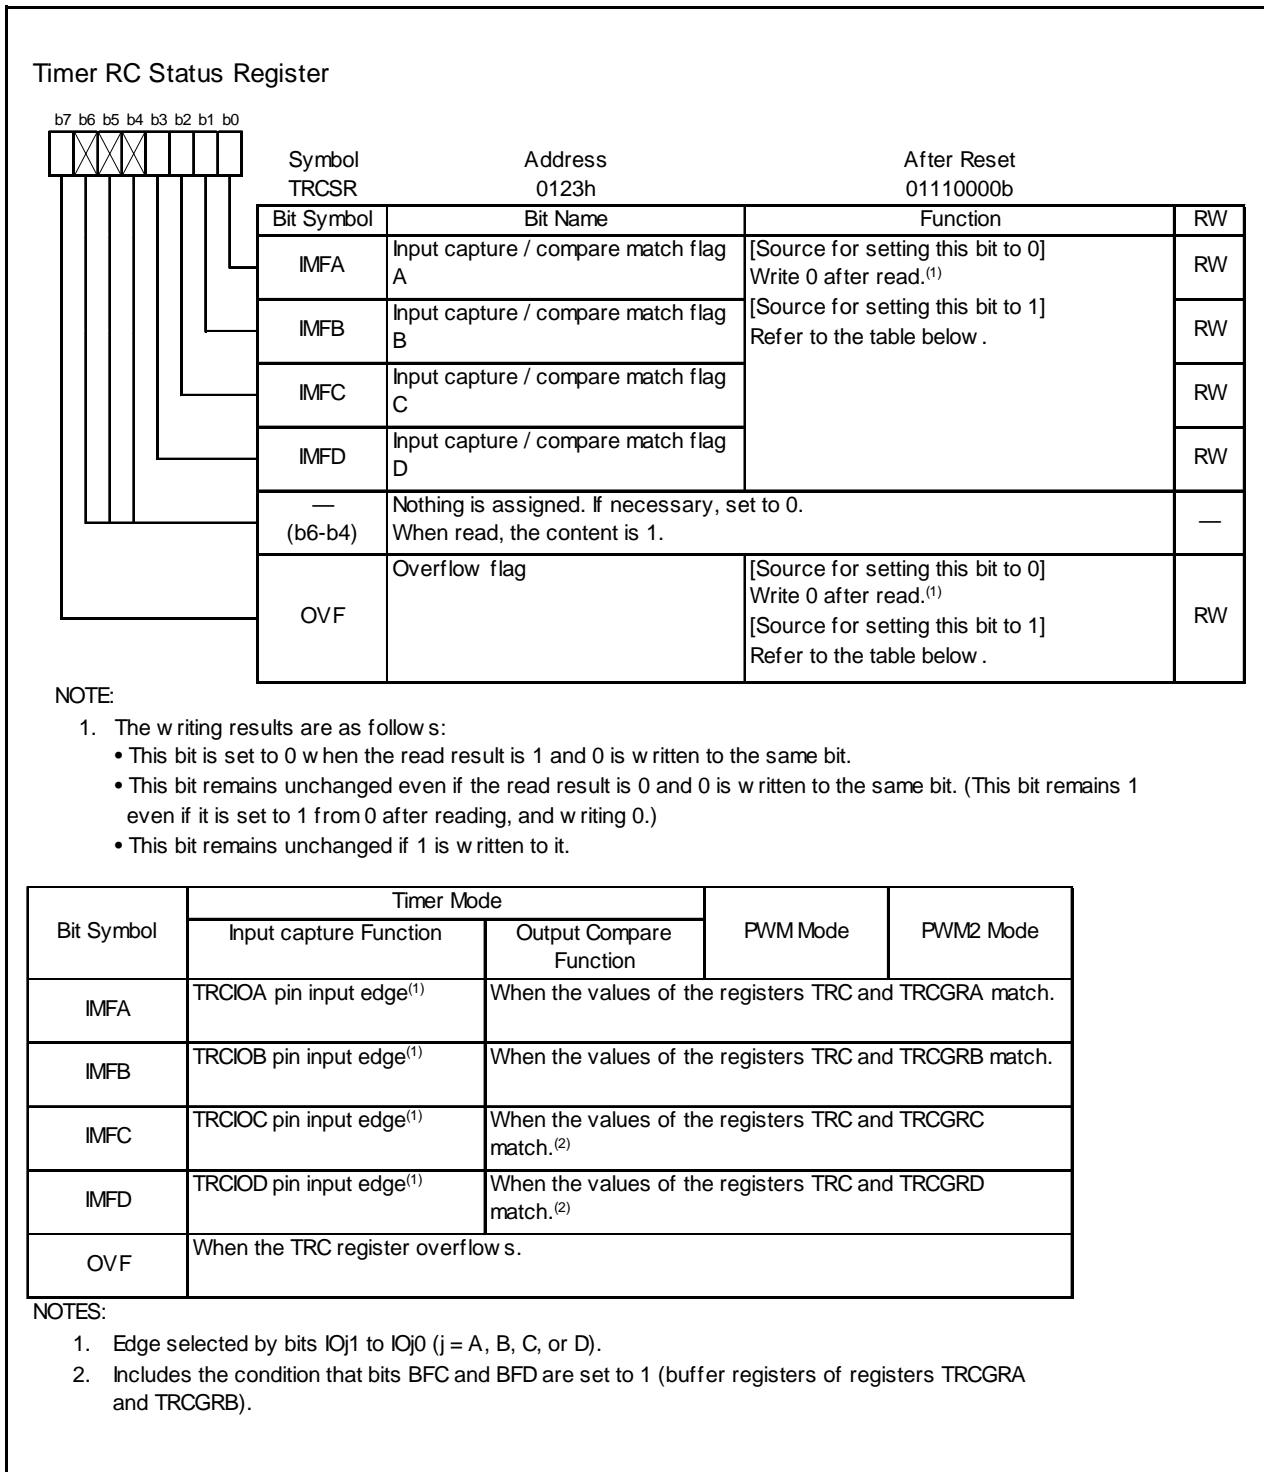 Timer RC Status Register
b7 b6 b5 b4 b3 b2 b1 b0
Symbol Address After Reset
TRCSR 0123h 01110000b
Bit Symbol Bit Name Function RW
IMFA Input capture / compare match flag A [Source for setting this bit to 0] RW
Write 0 after read.(1)
[Source for setting this bit to 1]
Refer to the table below.
IMFB Input capture / compare match flag B RW
IMFC Input capture / compare match flag C RW
IMFD Input capture / compare match flag D RW
— (b6-b4) Nothing is assigned. If necessary, set to 0. —
When read, the content is 1.
OVF Overflow flag [Source for setting this bit to 0] RW
Write 0 after read.(1)
[Source for setting this bit to 1]
Refer to the table below.
NOTE:
1. The writing results are as follows:
• This bit is set to 0 when the read result is 1 and 0 is written to the same bit.
• This bit remains unchanged even if the read result is 0 and 0 is written to the same bit. (This bit remains 1
even if it is set to 1 from 0 after reading, and writing 0.)
• This bit remains unchanged if 1 is written to it.
Bit Symbol Timer Mode PWM Mode PWM2 Mode
Input capture Function Output Compare
Function
IMFA TRCIOA pin input edge(1) When the values of the registers TRC and TRCGRA match.
IMFB TRCIOB pin input edge(1) When the values of the registers TRC and TRCGRB match.
IMFC TRCIOC pin input edge(1) When the values of the registers TRC and TRCGRC
match.(2)
IMFD TRCIOD pin input edge(1) When the values of the registers TRC and TRCGRD
match.(2)
OVF When the TRC register overflows.
NOTES:
1. Edge selected by bits IOj1 to IOj0 (j = A, B, C, or D).
2. Includes the condition that bits BFC and BFD are set to 1 (buffer registers of registers TRCGRA
and TRCGRB).